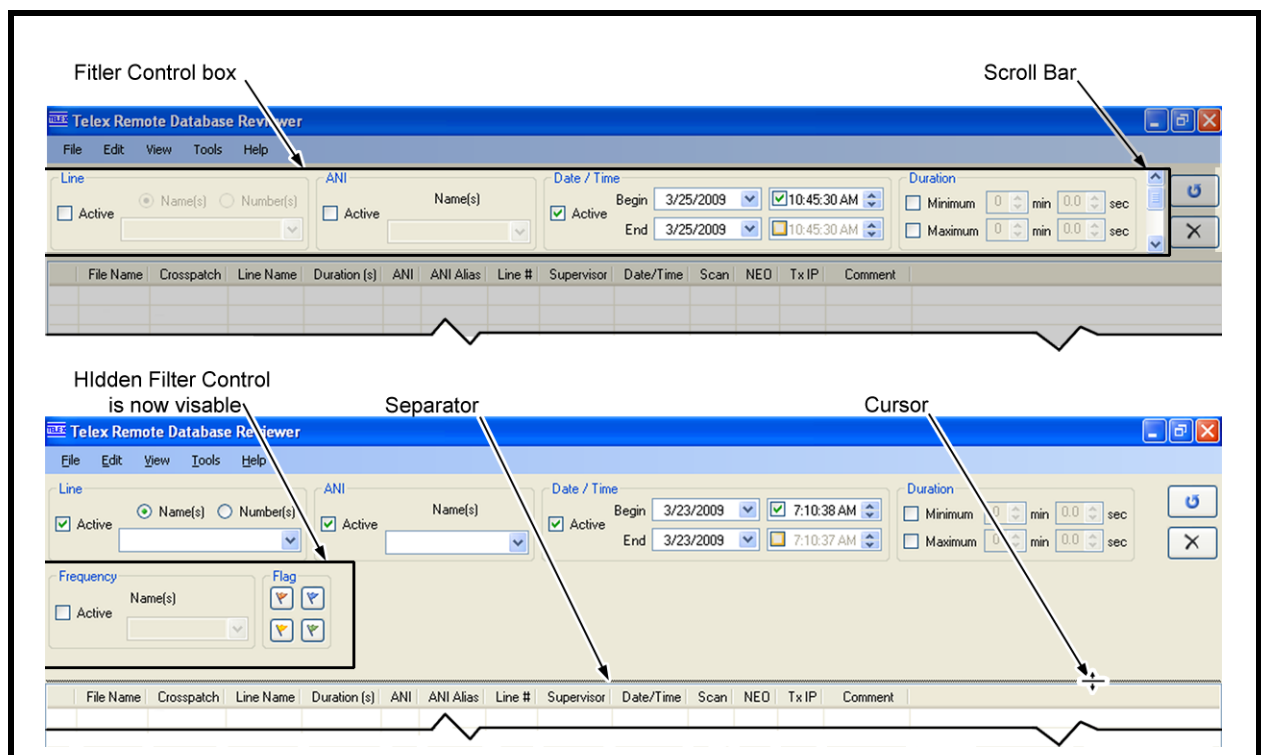 Fitler Control box
Scroll Bar
TELEX Telex Remote Database Reviewer
File Edit View Tools Help
Line ANI Date / Time Duration
Active Name(s) Number(s) Active Name(s) Active Begin 3/25/2009 10:45:30 AM Minimum 0 min 0.0 sec
End 3/25/2009 10:45:30 AM Maximum 0 min 0.0 sec
File Name Crosspatch Line Name Duration (s) ANI ANI Alias Line # Supervisor Date/Time Scan NEO Tx IP Comment
HIdden Filter Control
is now visable
Separator
Cursor
TELEX Telex Remote Database Reviewer
File Edit View Tools Help
Line ANI Date / Time Duration
Active Name(s) Number(s) Active Name(s) Active Begin 3/23/2009 7:10:38 AM Minimum 0 min 0.0 sec
End 3/23/2009 7:10:37 AM Maximum 0 min 0.0 sec
Frequency Flag
Active Name(s)
File Name Crosspatch Line Name Duration (s) ANI ANI Alias Line # Supervisor Date/Time Scan NEO Tx IP Comment